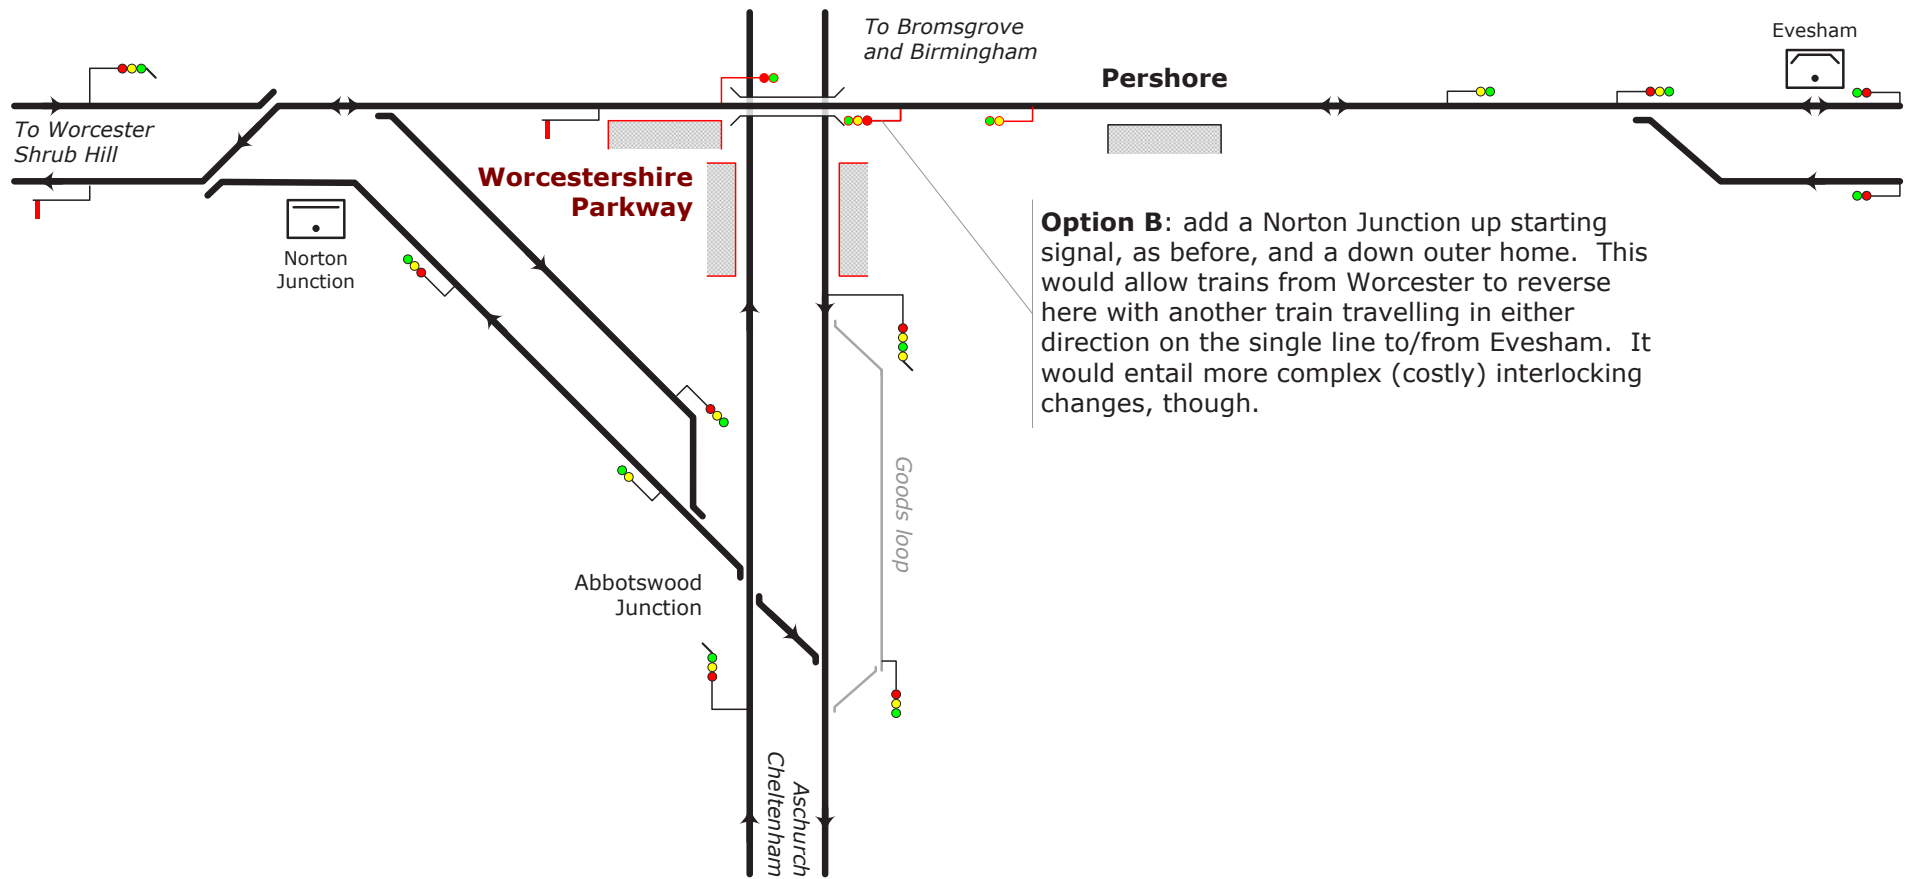 To Bromsgrove
and Birmingham
Evesham
Pershore
To Worcester
Shrub Hill
Worcestershire
Parkway
Norton
Junction
Option B: add a Norton Junction up starting
signal, as before, and a down outer home.  This
would allow trains from Worcester to reverse
here with another train travelling in either
direction on the single line to/from Evesham.  It
would entail more complex (costly) interlocking
changes, though.
Goods loop
Abbotswood
Junction
Aschurch
Cheltenham